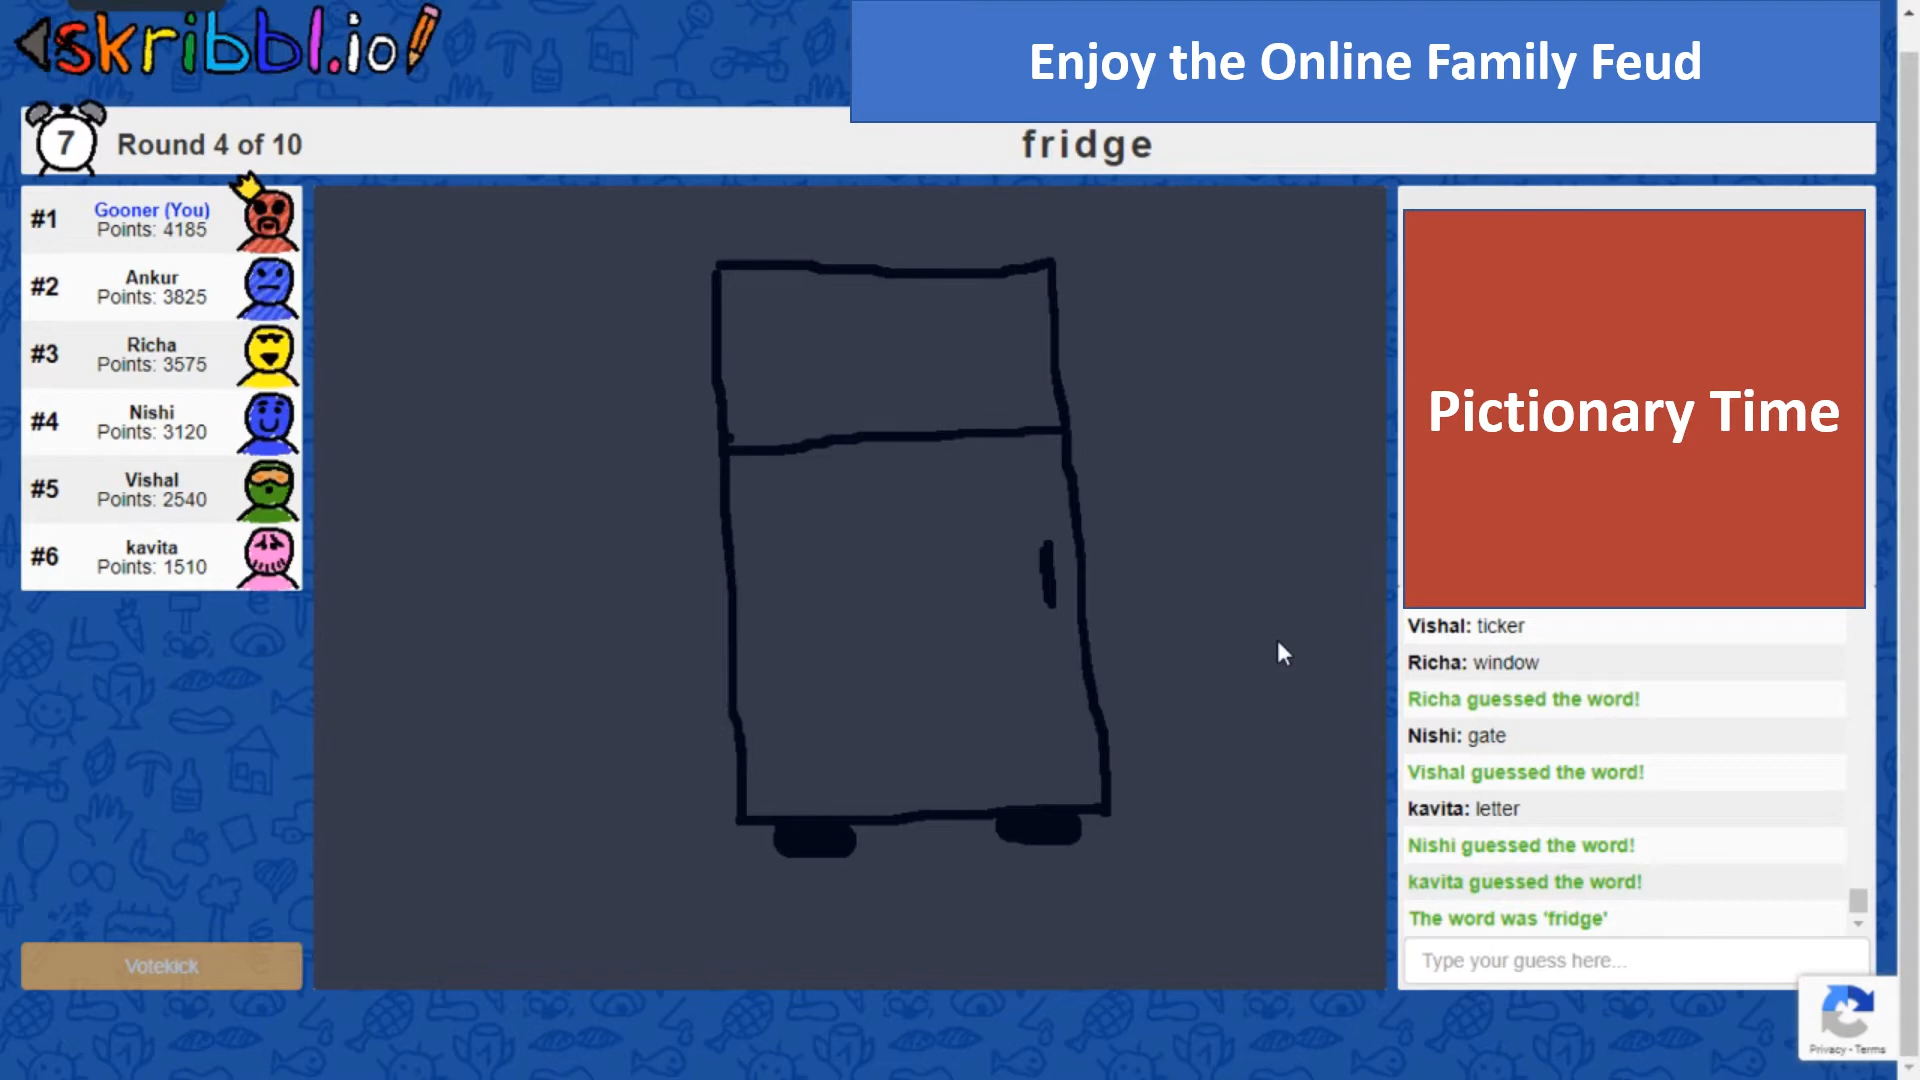 skribbl.io
Enjoy the Online Family Feud
7
Round 4 of 10
fridge
#1
Gooner (You)
Points: 4185
#2
Ankur
Points: 3825
#3
Richa
Points: 3575
#4
Nishi
Points: 3120
#5
Vishal
Points: 2540
#6
kavita
Points: 1510
Votekick
Pictionary Time
Vishal: ticker
Richa: window
Richa guessed the word!
Nishi: gate
Vishal guessed the word!
kavita: letter
Nishi guessed the word!
kavita guessed the word!
The word was 'fridge'
Type your guess here...
Privacy - Terms